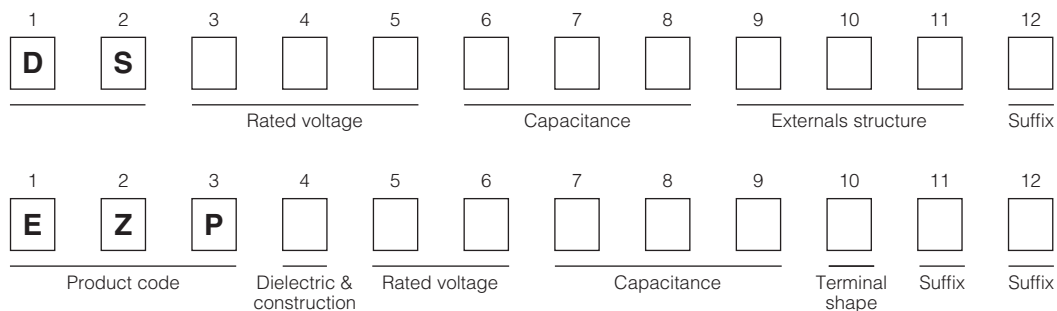 1 2 3 4 5 6 7 8 9 10 11 12
D S
Rated voltage Capacitance Externals structure Suffix
1 2 3 4 5 6 7 8 9 10 11 12
E Z P
Product code Dielectric & Rated voltage Capacitance Terminal Suffix Suffix
construction shape